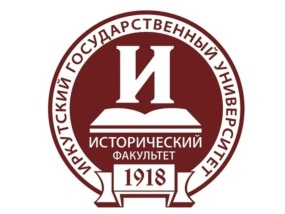 ИРКУТСКИЙ ГОСУДАРСТВЕННЫЙ УНИВЕРСИТЕТ
И
ИСТОРИЧЕСКИЙ
ФАКУЛЬТЕТ
1918